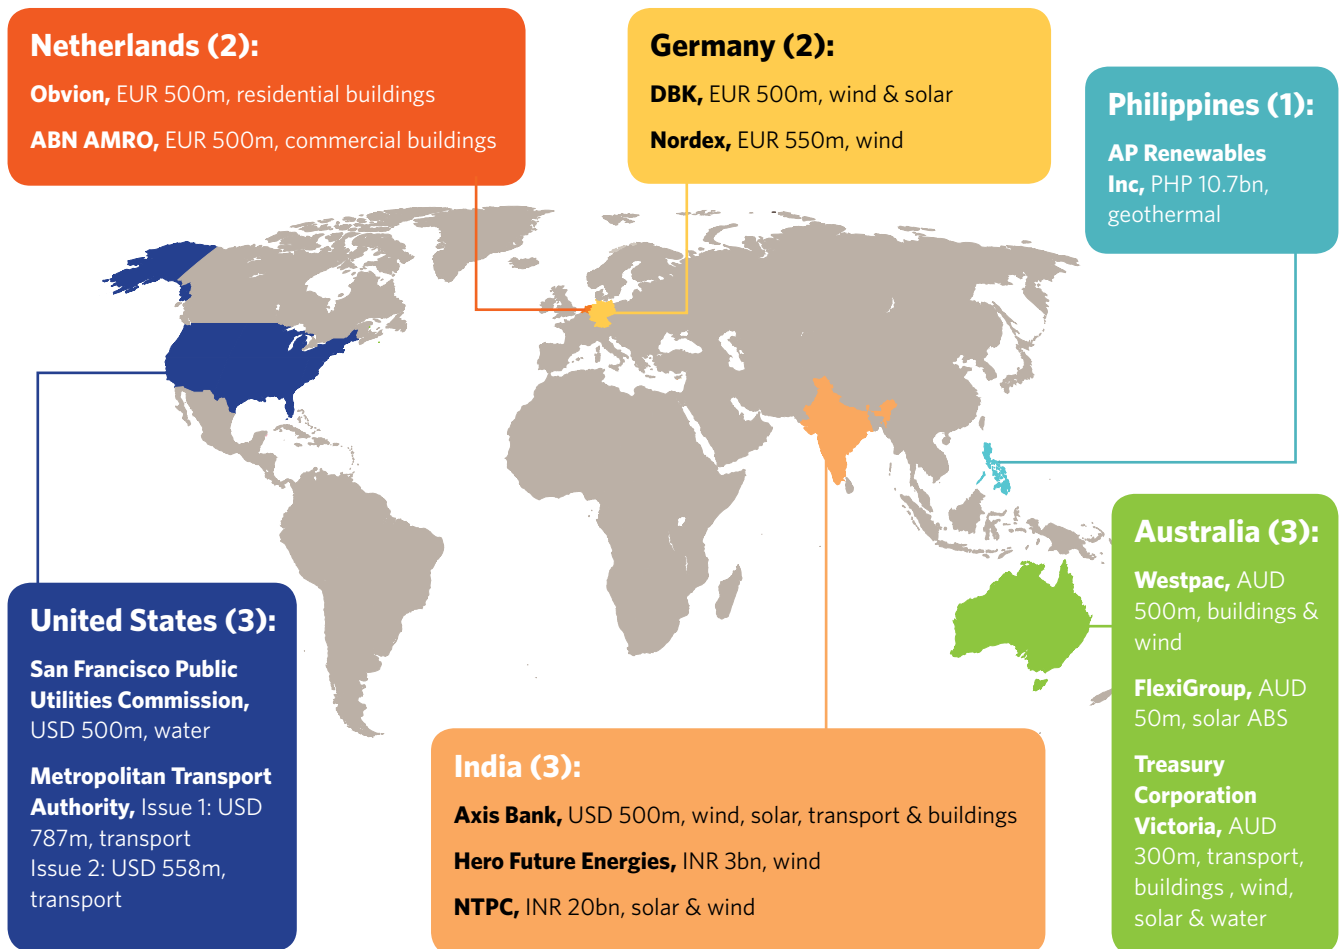 Netherlands (2):
Obvion, EUR 500m, residential buildings
ABN AMRO, EUR 500m, commercial buildings
Germany (2):
DBK, EUR 500m, wind & solar
Nordex, EUR 550m, wind
Philippines (1):
AP Renewables
Inc, PHP 10.7bn,
geothermal
United States (3):
San Francisco Public
Utilities Commission,
USD 500m, water
Metropolitan Transport
Authority, Issue 1: USD
787m, transport
Issue 2: USD 558m,
transport
India (3):
Axis Bank, USD 500m, wind, solar, transport & buildings
Hero Future Energies, INR 3bn, wind
NTPC, INR 20bn, solar & wind
Australia (3):
Westpac, AUD
500m, buildings &
wind
FlexiGroup, AUD
50m, solar ABS
Treasury
Corporation
Victoria, AUD
300m, transport,
buildings , wind,
solar & water